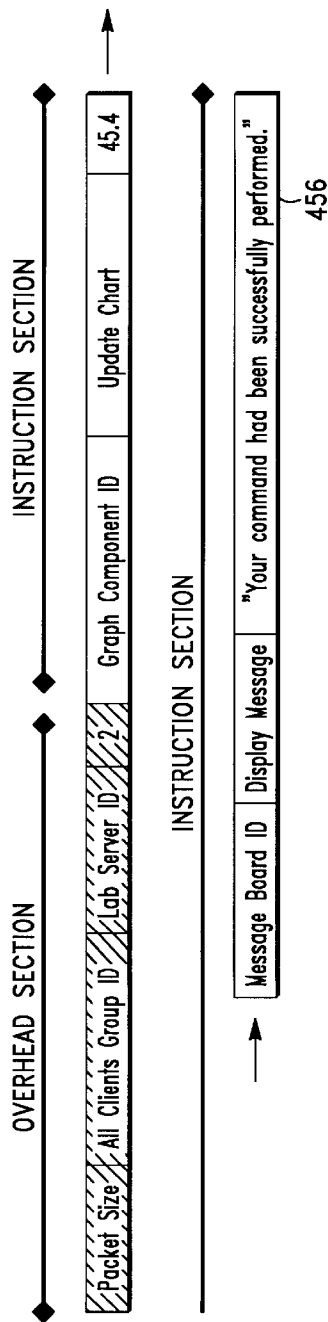 OVERHEAD SECTION
INSTRUCTION SECTION
Packet Size All Clients Group ID Lab Server ID 2 Graph Component ID Update Chart 45.4
INSTRUCTION SECTION
Message Board ID Display Message "Your command had been successfully performed."
456